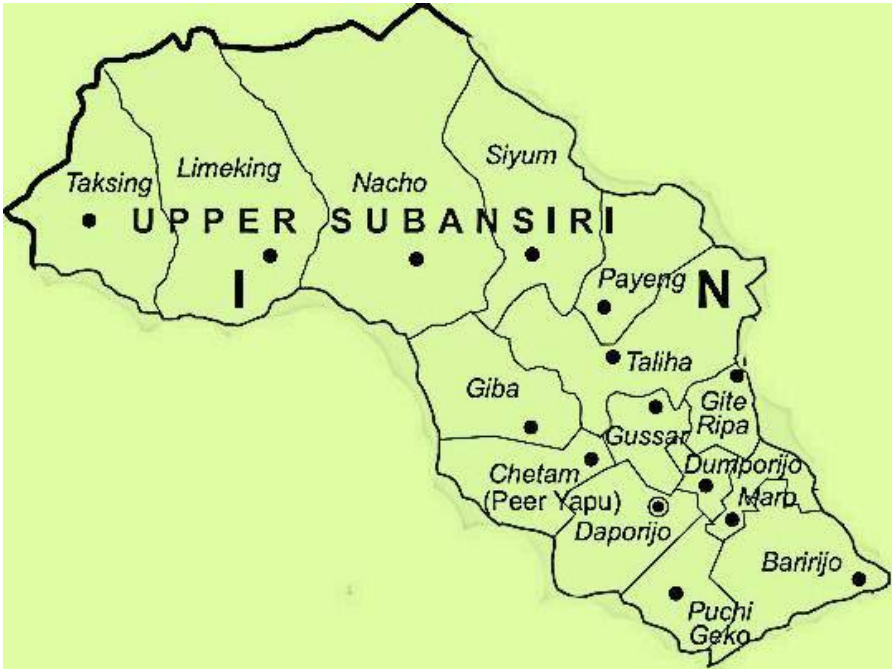 Siyum
Limeking
Taksing
Nacho
UPPER SUBANSIRI
Payeng
I
N
Taliha
Giba
Gite
Ripa
Gussar
Dumporijo
Chetam
(Peer Yapu)
Maro
Daporijo
Baririjo
Puchi
Geko